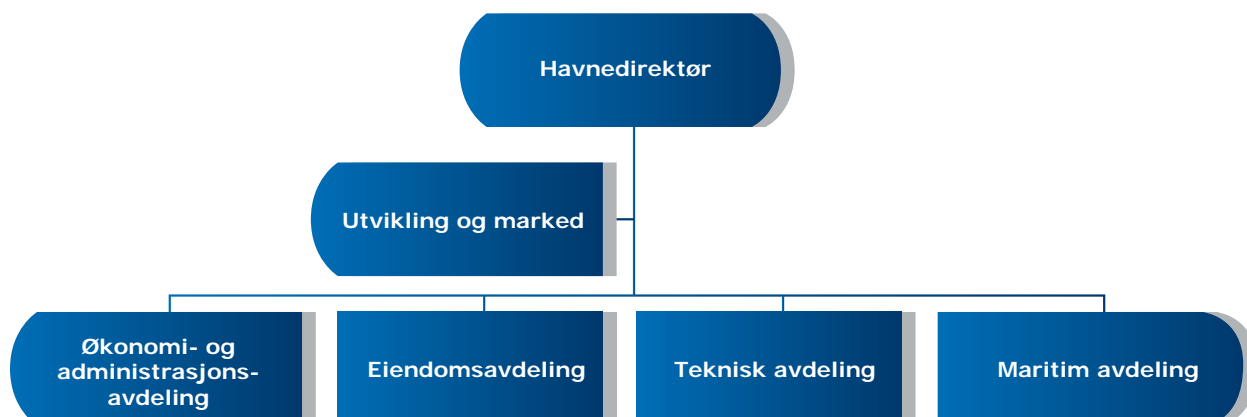 Havnedirektør
Utvikling og marked
Økonomi- og
administrasjons-
avdeling
Eiendomsavdeling
Teknisk avdeling
Maritim avdeling